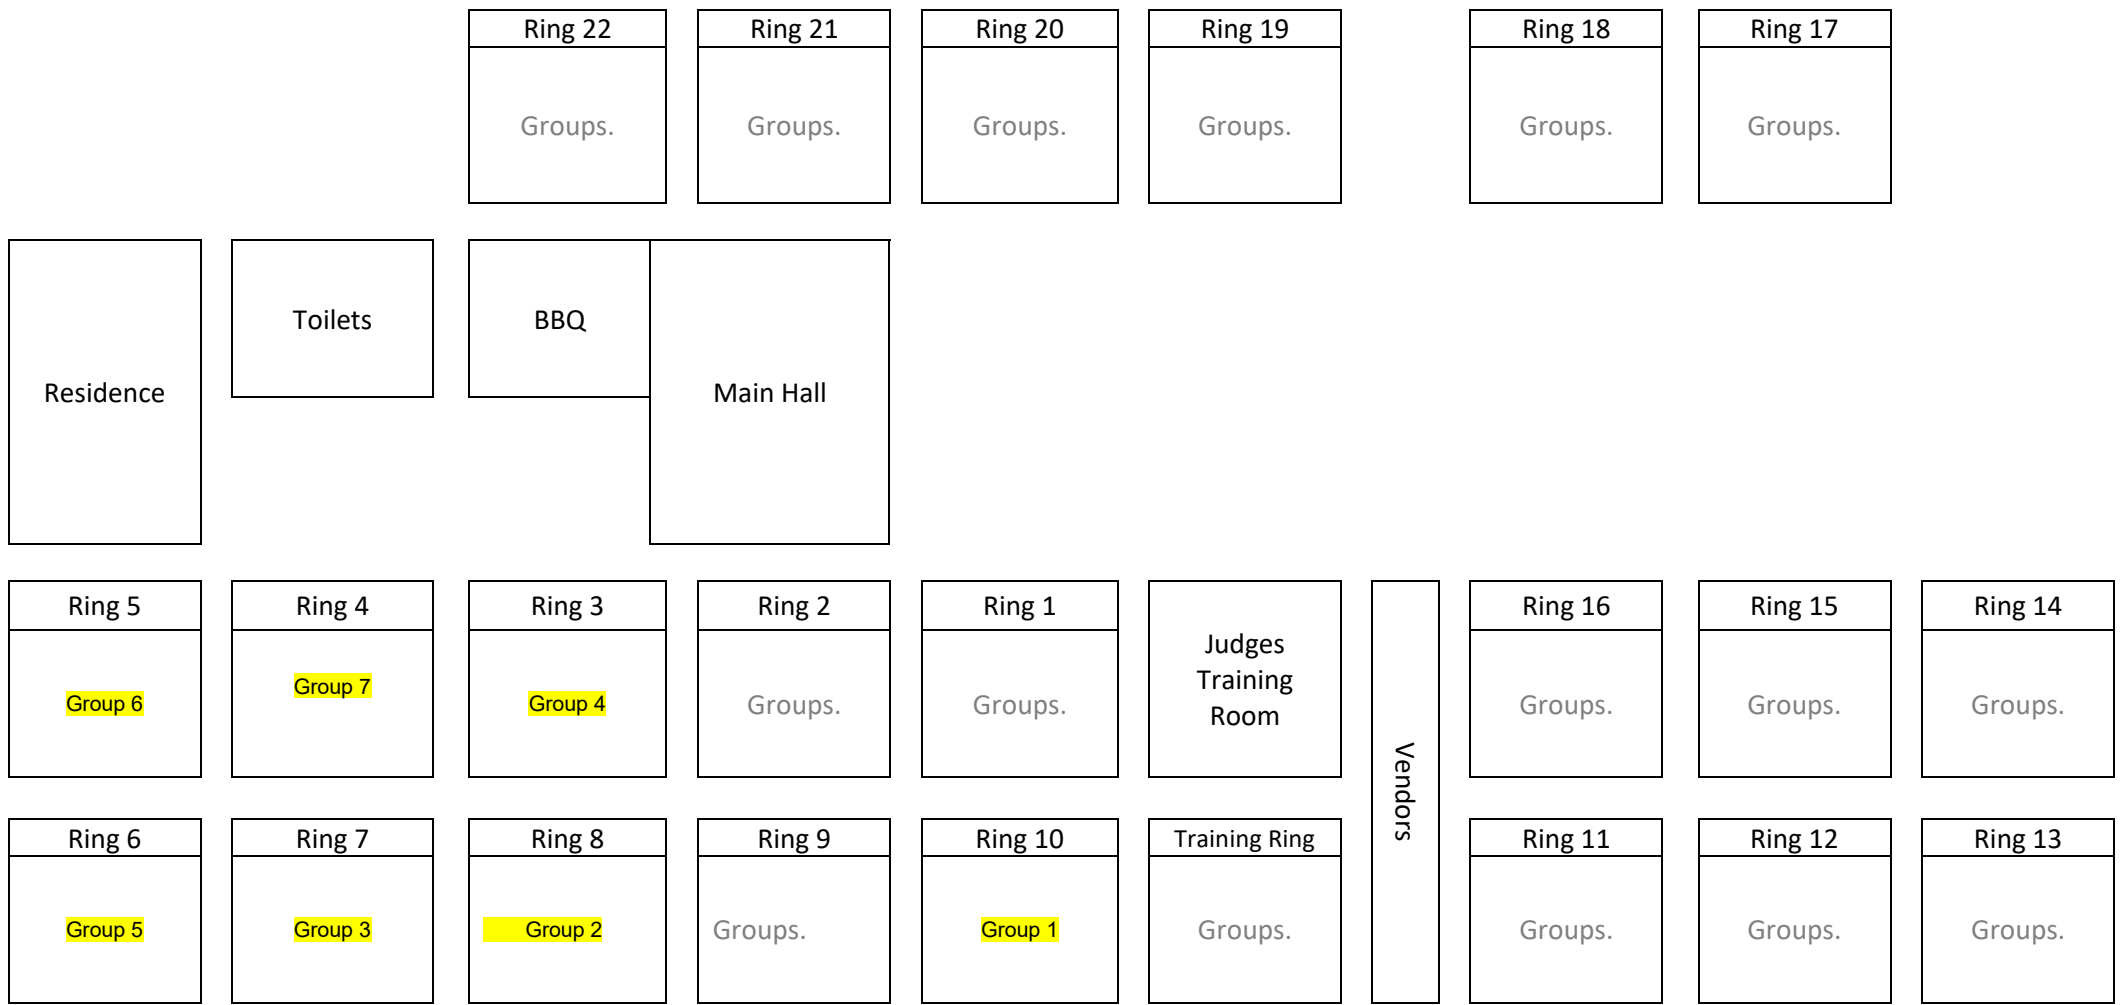 Ring 22
Ring 21
Ring 20
Ring 19
Ring 18
Ring 17
Groups.
Groups.
Groups.
Groups.
Groups.
Groups.
Residence
Toilets
BBQ
Main Hall
Ring 5
Ring 4
Ring 3
Ring 2
Ring 1
Judges
Training
Room
Vendors
Ring 16
Ring 15
Ring 14
Group 6
Group 7
Group 4
Groups.
Groups.
Groups.
Groups.
Groups.
Ring 6
Ring 7
Ring 8
Ring 9
Ring 10
Training Ring
Ring 11
Ring 12
Ring 13
Group 5
Group 3
Group 2
Groups.
Group 1
Groups.
Groups.
Groups.
Groups.